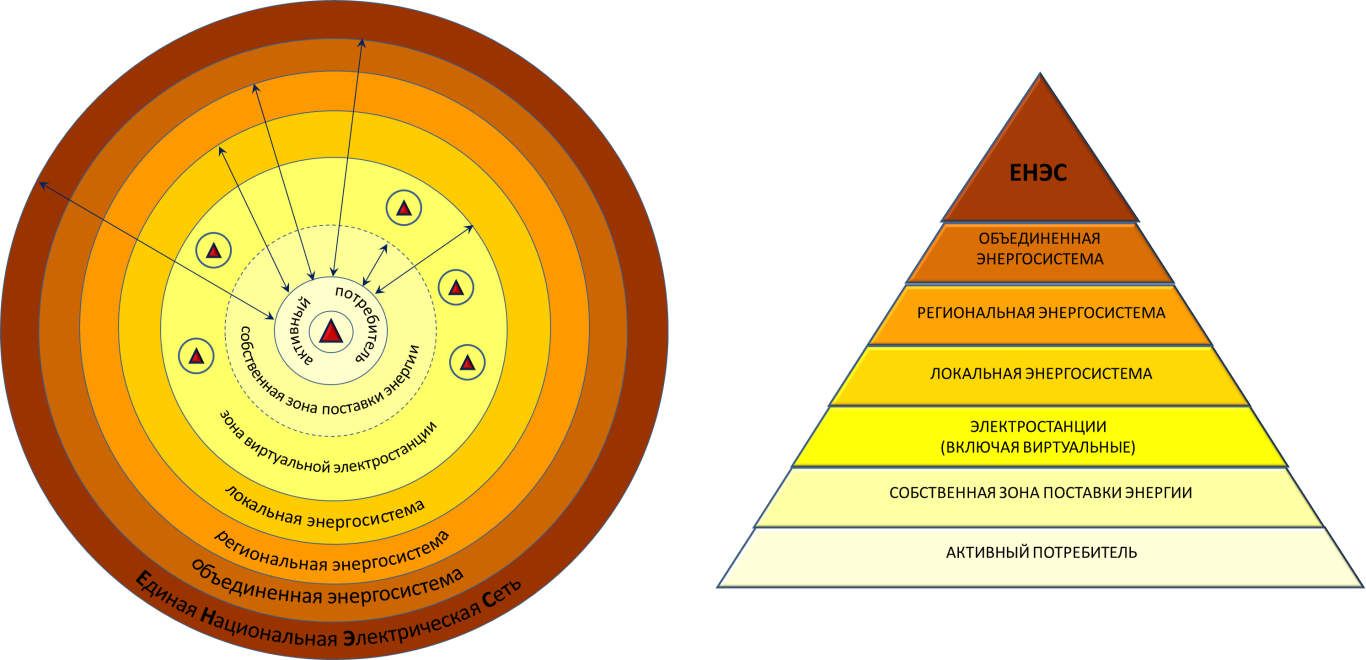 активный потребитель
собственная зона поставки энергии
зона виртуальной электростанции
локальная энергосистема
региональная энергосистема
объединенная энергосистема
Единая Национальная Электрическая Сеть
ЕНЭС
ОБЪЕДИНЕННАЯ
ЭНЕРГОСИСТЕМА
РЕГИОНАЛЬНАЯ ЭНЕРГОСИСТЕМА
ЛОКАЛЬНАЯ ЭНЕРГОСИСТЕМА
ЭЛЕКТРОСТАНЦИИ
(ВКЛЮЧАЯ ВИРТУАЛЬНЫЕ)
СОБСТВЕННАЯ ЗОНА ПОСТАВКИ ЭНЕРГИИ
АКТИВНЫЙ ПОТРЕБИТЕЛЬ